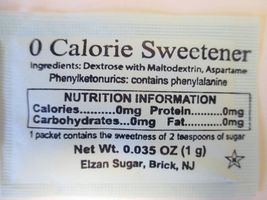 0 Calorie Sweetener
Ingredients: Dextrose with Maltodextrin, Aspartame
Phenylketonurics: contains phenylalanine
NUTRITION INFORMATION
Calories..........0mg Protein..........0mg
Carbohydrates...0mg Fat...............0mg
1 packet contains the sweetness of 2 teaspoons of sugar
Net Wt. 0.035 OZ (1 g)
Elzan Sugar, Brick, NJ